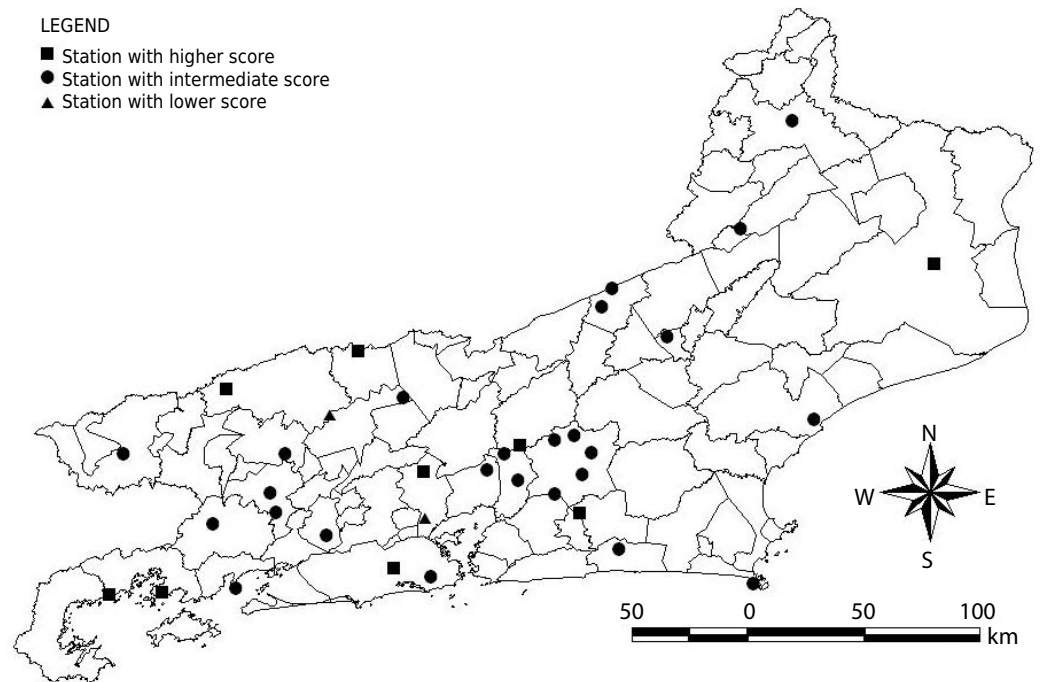 LEGEND
Station with higher score
Station with intermediate score
Station with lower score
N
W E
S
50 0 50 100
km